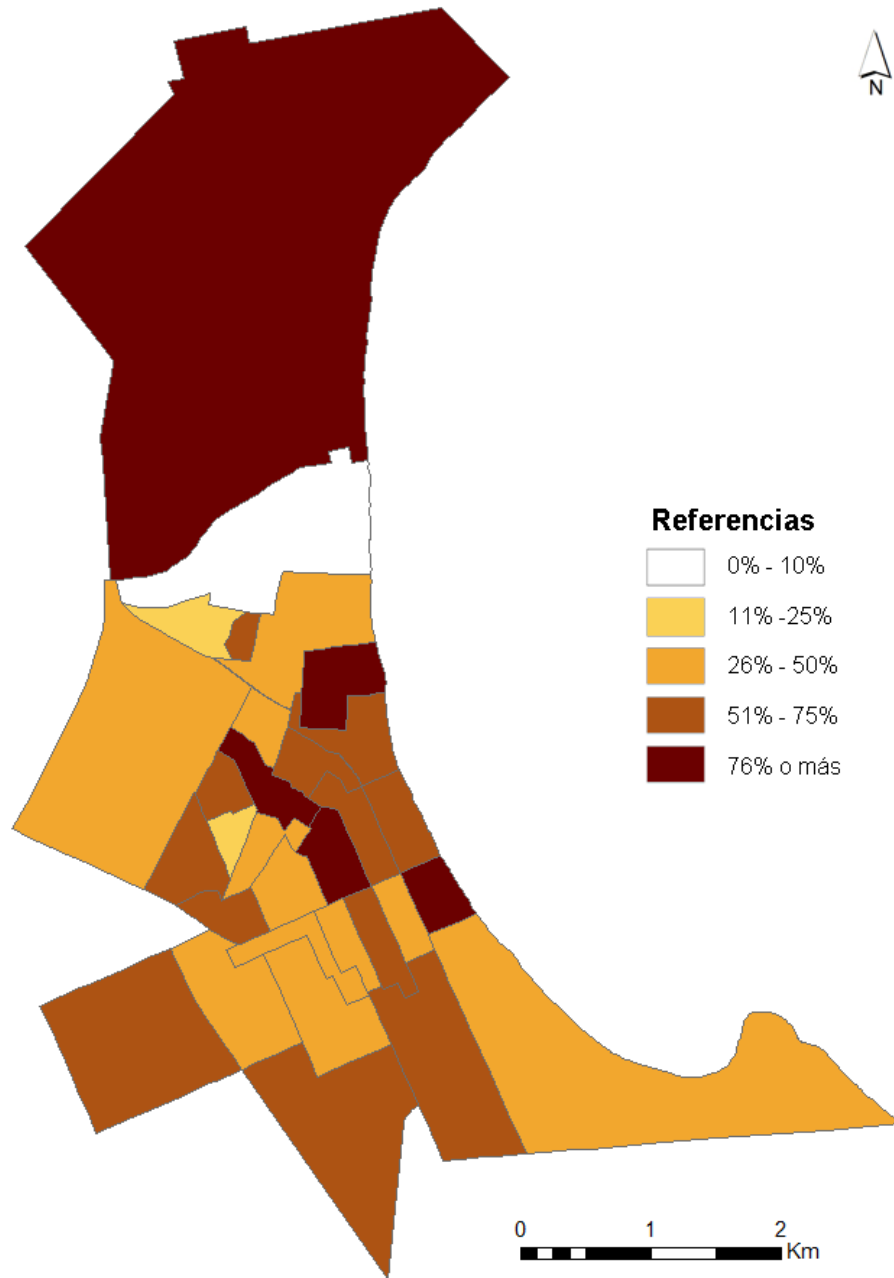 N
Referencias
0% - 10%
11% -25%
26% - 50%
51% - 75%
76% o más
0 1 2
Km